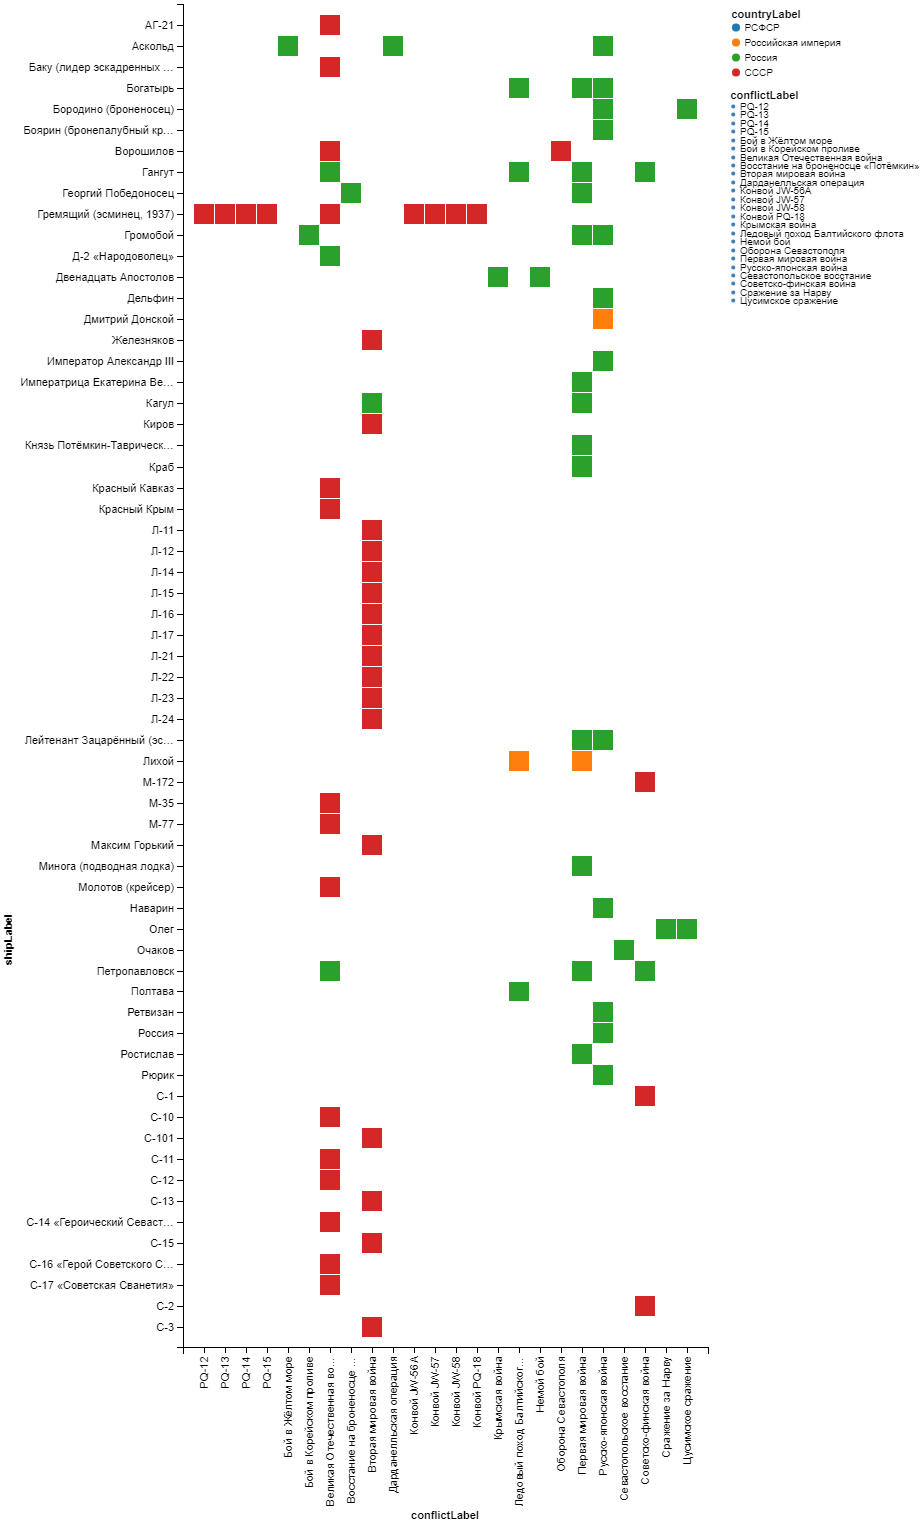 АГ-21
Аскольд
Баку (лидер эскадренных …
Богатырь
Бородино (броненосец)
Боярин (бронепалубный кр…
Ворошилов
Гангут
Георгий Победоносец
Гремящий (эсминец, 1937)
Громобой
Д-2 «Народоволец»
Двенадцать Апостолов
Дельфин
Дмитрий Донской
Железняков
Император Александр III
Императрица Екатерина Ве…
Кагул
Киров
Князь Потёмкин-Таврическ…
Краб
Красный Кавказ
Красный Крым
Л-11
Л-12
Л-14
Л-15
Л-16
Л-17
Л-21
Л-22
Л-23
Л-24
Лейтенант Зацарённый (эс…
Лихой
М-172
М-35
М-77
Максим Горький
Минога (подводная лодка)
Молотов (крейсер)
Наварин
Олег
Очаков
Петропавловск
Полтава
Ретвизан
Россия
Ростислав
Рюрик
С-1
С-10
С-101
С-11
С-12
С-13
С-14 «Героический Севаст…
С-15
С-16 «Герой Советского С…
С-17 «Советская Сванетия»
С-2
С-3
shipLabel
PQ-12
PQ-13
PQ-14
PQ-15
Бой в Жёлтом море
Бой в Корейском проливе
Великая Отечественная во…
Восстание на броненосце …
Вторая мировая война
Дарданелльская операция
Конвой JW-56A
Конвой JW-57
Конвой JW-58
Конвой PQ-18
Крымская война
Ледовый поход Балтийског…
Немой бой
Оборона Севастополя
Первая мировая война
Русско-японская война
Севастопольское восстание
Советско-финская война
Сражение за Нарву
Цусимское сражение
conflictLabel
countryLabel
РСФСР
Российская империя
Россия
СССР
conflictLabel
PQ-12
PQ-13
PQ-14
PQ-15
Бой в Жёлтом море
Бой в Корейском проливе
Великая Отечественная война
Восстание на броненосце «Потёмкин»
Вторая мировая война
Дарданелльская операция
Конвой JW-56A
Конвой JW-57
Конвой JW-58
Конвой PQ-18
Крымская война
Ледовый поход Балтийского флота
Немой бой
Оборона Севастополя
Первая мировая война
Русско-японская война
Севастопольское восстание
Советско-финская война
Сражение за Нарву
Цусимское сражение